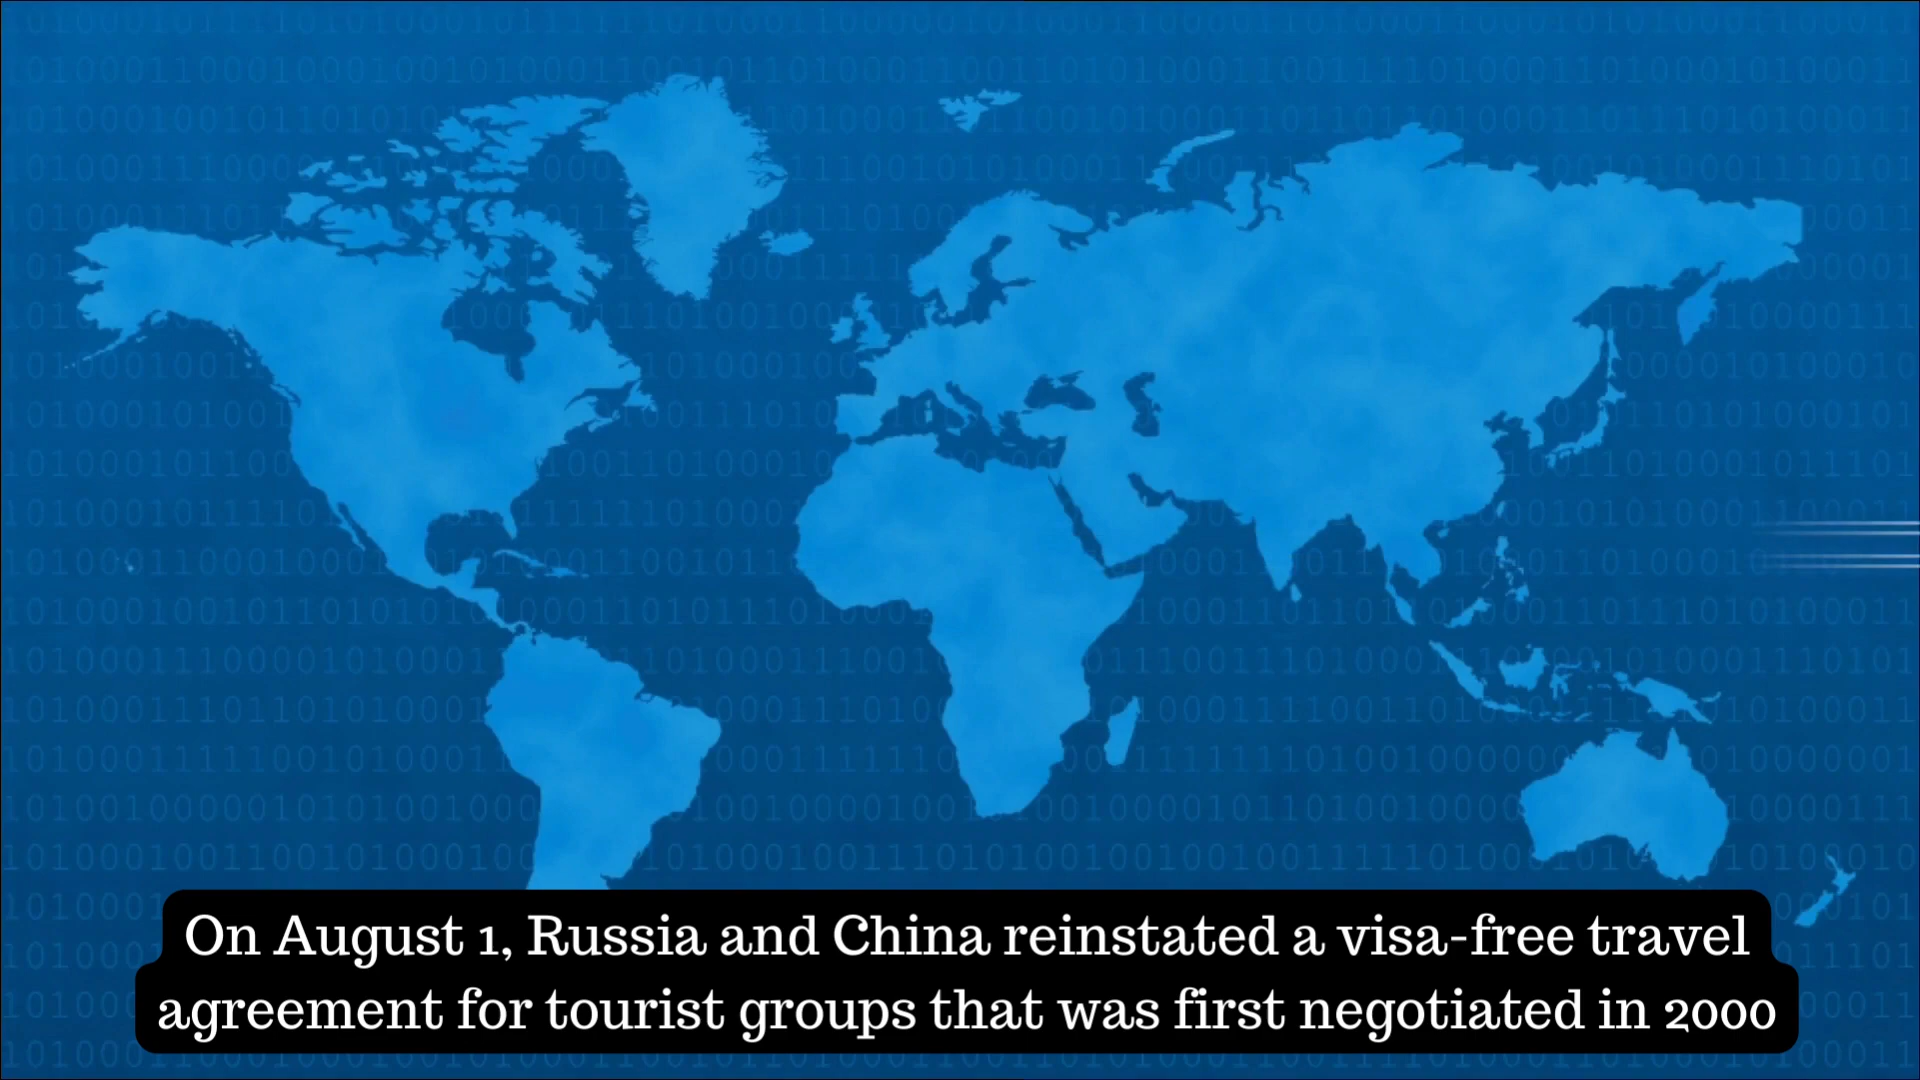 On August 1, Russia and China reinstated a visa-free travel
agreement for tourist groups that was first negotiated in 2000